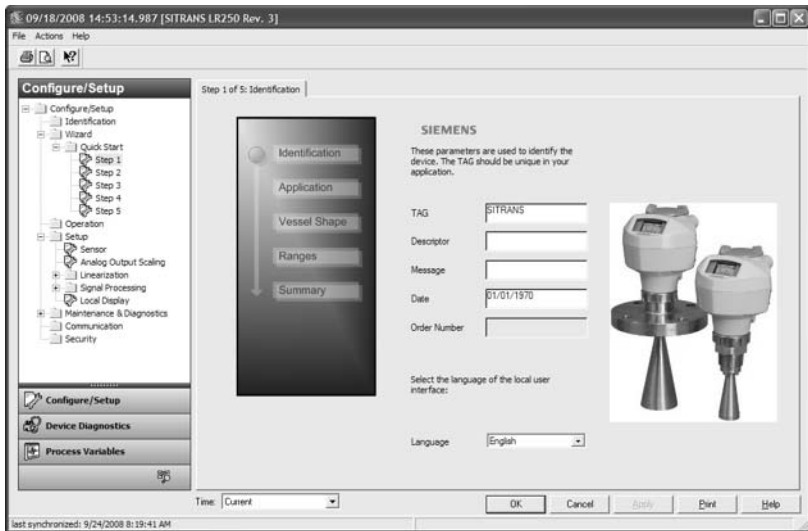 09/18/2008 14:53:14.987 [SITRANS LR250 Rev. 3]
File Actions Help
Configure/Setup
Configure/Setup
Identification
Wizard
Quick Start
Step 1
Step 2
Step 3
Step 4
Step 5
Operation
Setup
Sensor
Analog Output Scaling
Linearization
Signal Processing
Local Display
Maintenance & Diagnostics
Communication
Security
Configure/Setup
Device Diagnostics
Process Variables
Step 1 of 5: Identification
Identification
Application
Vessel Shape
Ranges
Summary
SIEMENS
These parameters are used to identify the
device. The TAG should be unique in your
application.
TAG SITRANS
Descriptor
Message
Date 01/01/1970
Order Number
Select the language of the local user
interface:
Language English
Time: Current
OK Cancel Apply Print Help
last synchronized: 9/24/2008 8:19:41 AM